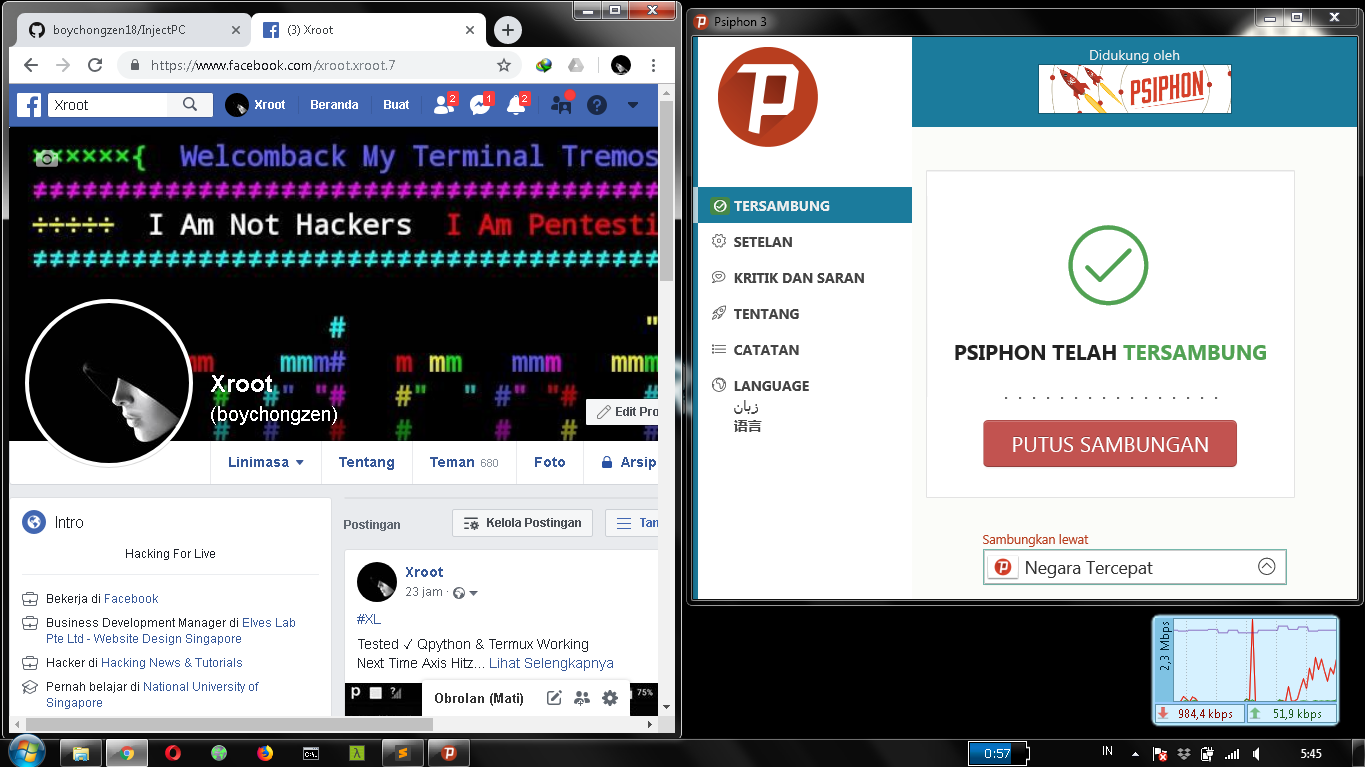 boychongzen18/InjectPC
(3) Xroot
https://www.facebook.com/xroot.xroot.7
Xroot
Xroot
Beranda
Buat
2
1
2
××××××{ Welcomback My Terminal Tremos
######################################
÷÷÷÷÷ I Am Not Hackers I Am Pentesti
######################################
Xroot
(boychongzen)
Edit Pro
Linimasa
Tentang
Teman 680
Foto
Arsip
Intro
Hacking For Live
Bekerja di Facebook
Business Development Manager di Elves Lab
Pte Ltd - Website Design Singapore
Hacker di Hacking News & Tutorials
Pernah belajar di National University of
Singapore
Postingan
Kelola Postingan
Tan
Xroot
23 jam ·
#XL
Tested ✓ Qpython & Termux Working
Next Time Axis Hitz... Lihat Selengkapnya
75%
Obrolan (Mati)
Psiphon 3
Didukung oleh
PSIPHON
TERSAMBUNG
SETELAN
KRITIK DAN SARAN
TENTANG
CATATAN
LANGUAGE
زبان
语言
PSIPHON TELAH TERSAMBUNG
PUTUS SAMBUNGAN
Sambungkan lewat
Negara Tercepat
2,3 Mbps
984,4 kbps
51,9 kbps
0:57
IN
5:45